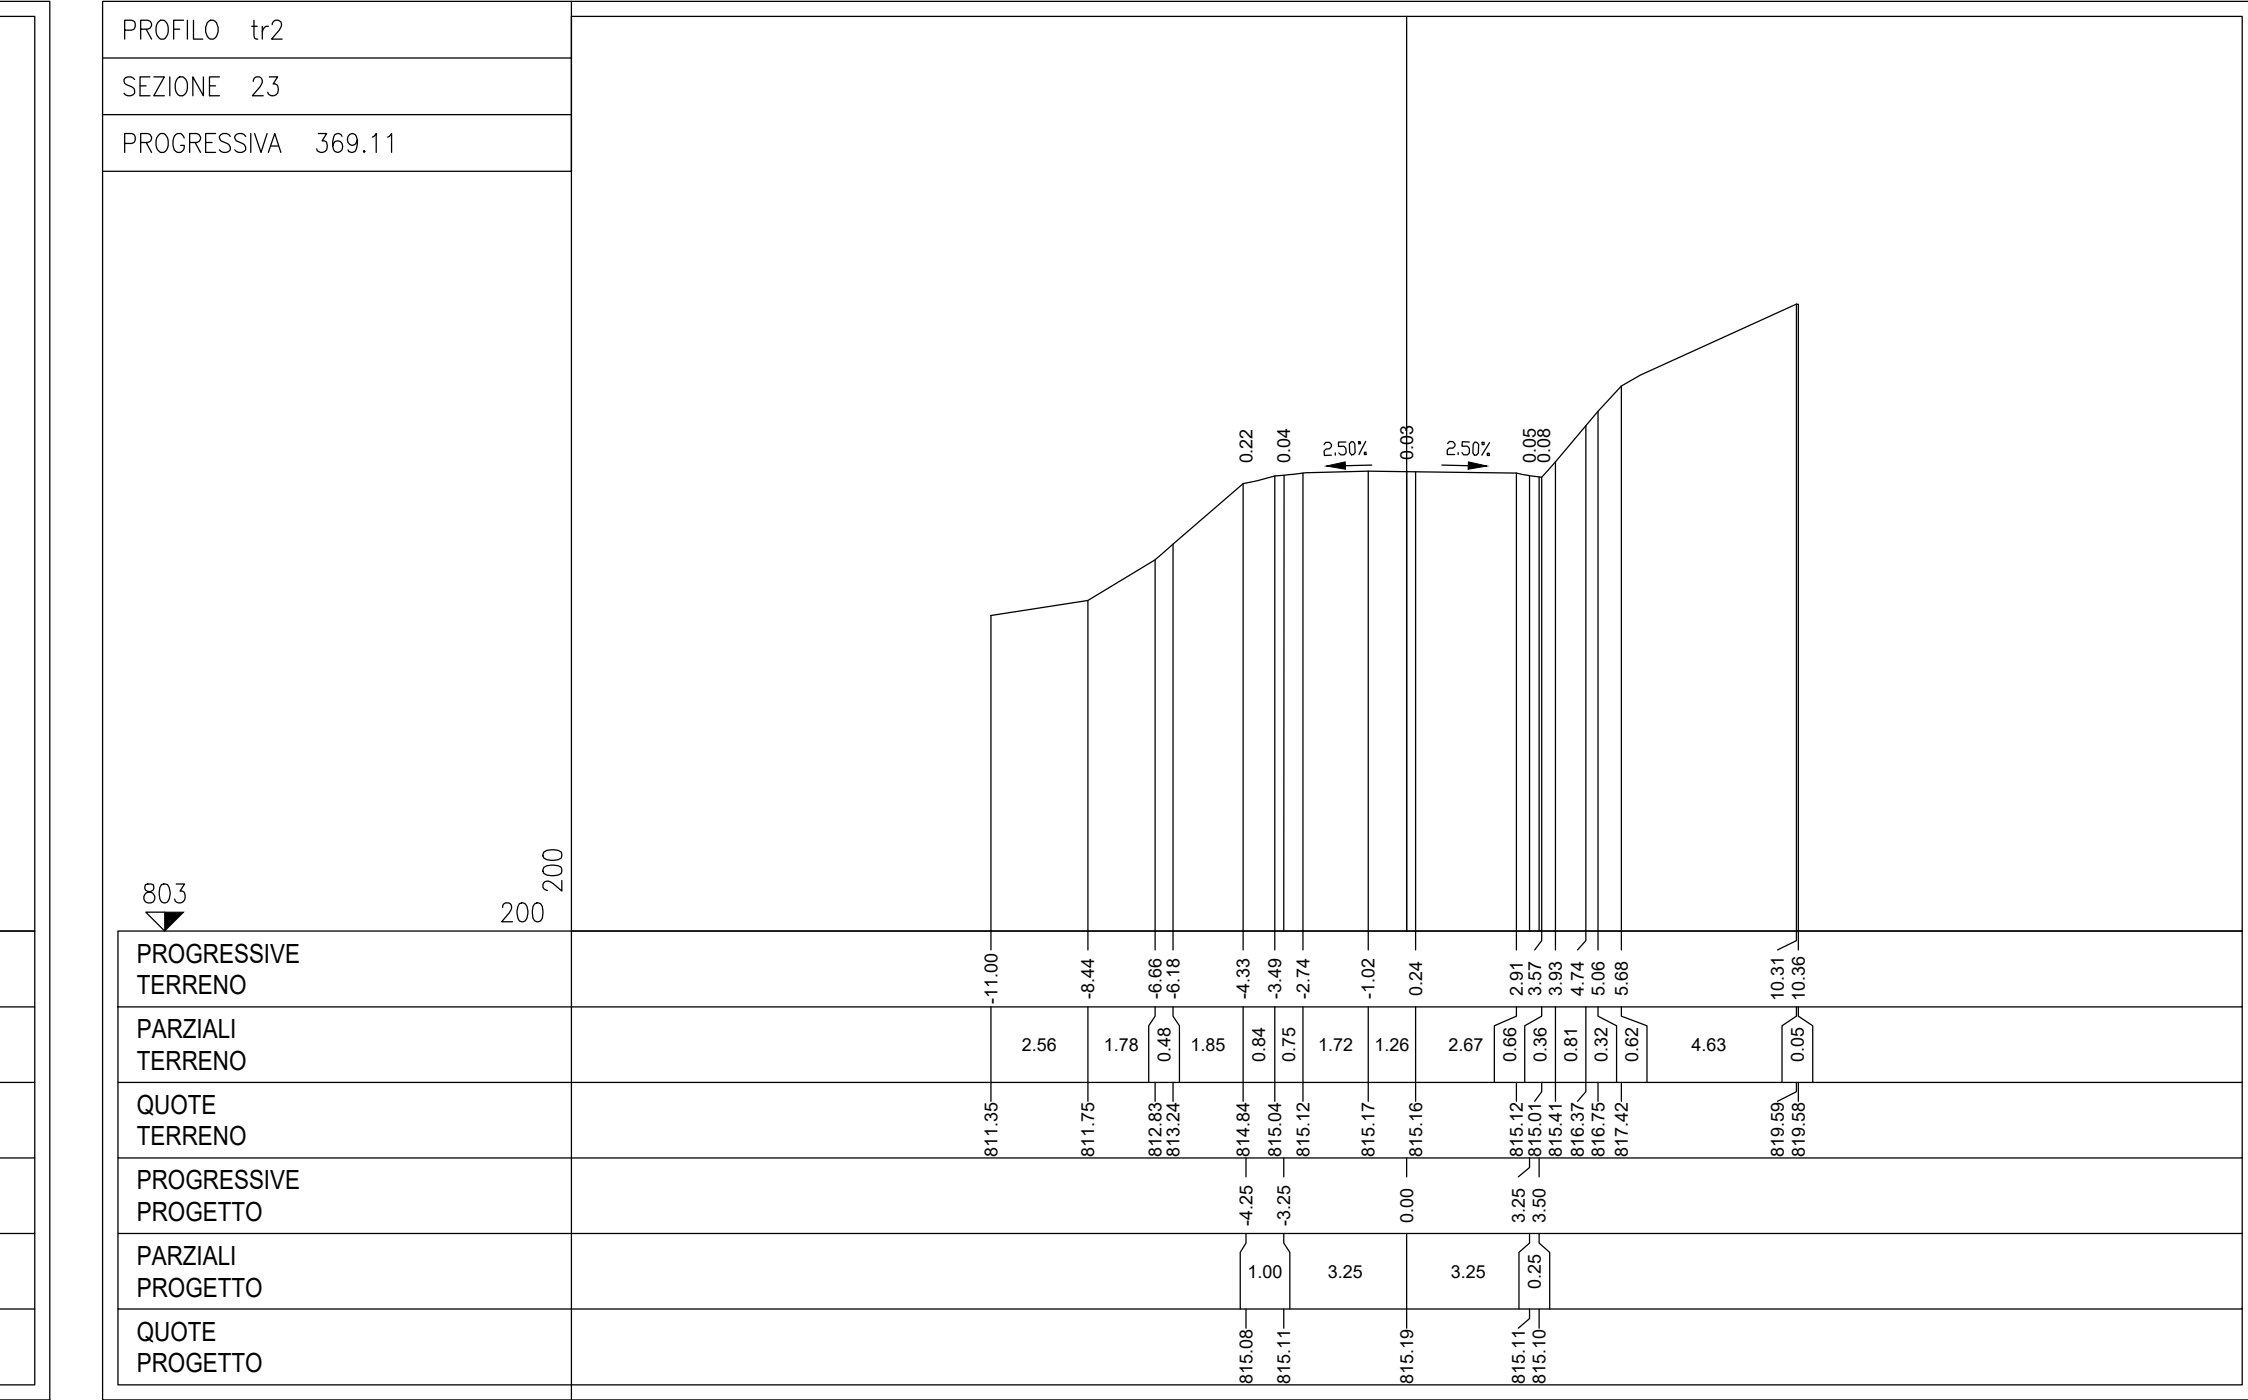 PROFILO tr2
SEZIONE 23
PROGRESSIVA 369.11
0.22 0.04 2.50% 0.03 2.50% 0.05 0.08
803
200
200
PROGRESSIVE
TERRENO
-11.00 -8.44 -6.66 -6.18 -4.33 -3.49 -2.74 -1.02 0.24 2.91 3.57 3.93 4.74 5.06 5.68 10.31 10.36
PARZIALI
TERRENO
2.56 1.78 0.48 1.85 0.84 0.75 1.72 1.26 2.67 0.66 0.36 0.81 0.32 0.62 4.63 0.05
QUOTE
TERRENO
811.35 811.75 812.83 813.24 814.84 815.04 815.12 815.17 815.16 815.12 815.01 815.41 816.37 816.75 817.42 819.59 819.58
PROGRESSIVE
PROGETTO
-4.25 -3.25 0.00 3.25 3.50
PARZIALI
PROGETTO
1.00 3.25 3.25 0.25
QUOTE
PROGETTO
815.08 815.11 815.19 815.11 815.10